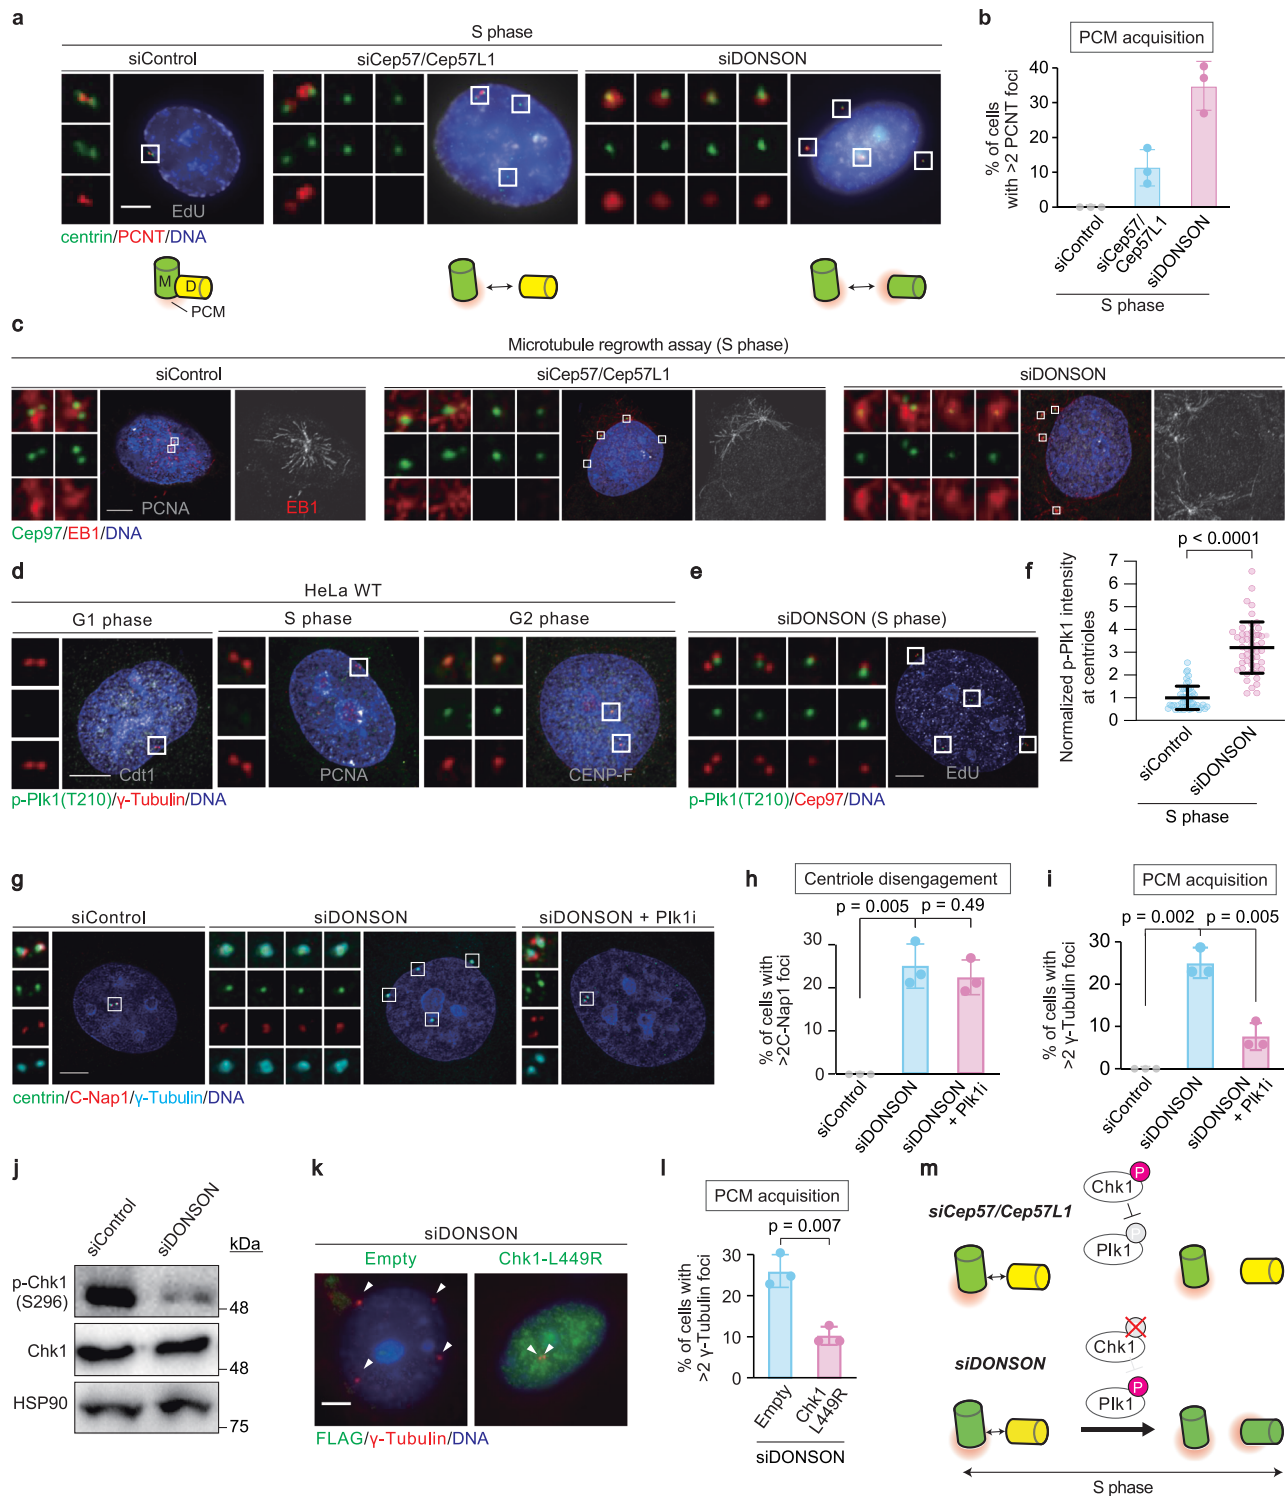 a
S phase
siControl
siCep57/Cep57L1
siDONSON
EdU
centrin/PCNT/DNA
M
D
PCM
b
PCM acquisition
% of cells
with >2 PCNT foci
40
30
20
10
0
siControl
siCep57/
Cep57L1
siDONSON
S phase
c
Microtubule regrowth assay (S phase)
siControl
siCep57/Cep57L1
siDONSON
PCNA
EB1
Cep97/EB1/DNA
d
HeLa WT
G1 phase
S phase
G2 phase
Cdt1
PCNA
CENP-F
p-Plk1(T210)/γ-Tubulin/DNA
e
siDONSON (S phase)
EdU
p-Plk1(T210)/Cep97/DNA
f
p < 0.0001
Normalized p-Plk1 intensity
at centrioles
7
6
5
4
3
2
1
0
siControl
siDONSON
S phase
g
siControl
siDONSON
siDONSON + Plk1i
centrin/C-Nap1/γ-Tubulin/DNA
h
Centriole disengagement
p = 0.005
p = 0.49
% of cells with
>2C-Nap1 foci
30
20
10
0
siControl
siDONSON
siDONSON
+ Plk1i
i
PCM acquisition
p = 0.002
p = 0.005
% of cells with
>2 γ-Tubulin foci
30
20
10
0
siControl
siDONSON
siDONSON
+ Plk1i
j
siControl
siDONSON
kDa
p-Chk1
(S296)
48
Chk1
48
HSP90
75
k
siDONSON
Empty
Chk1-L449R
FLAG/γ-Tubulin/DNA
l
PCM acquisition
p = 0.007
% of cells with
>2 γ-Tubulin foci
30
20
10
0
Empty
Chk1
L449R
siDONSON
m
siCep57/Cep57L1
P
Chk1
P
Plk1
siDONSON
Chk1
P
Plk1
S phase